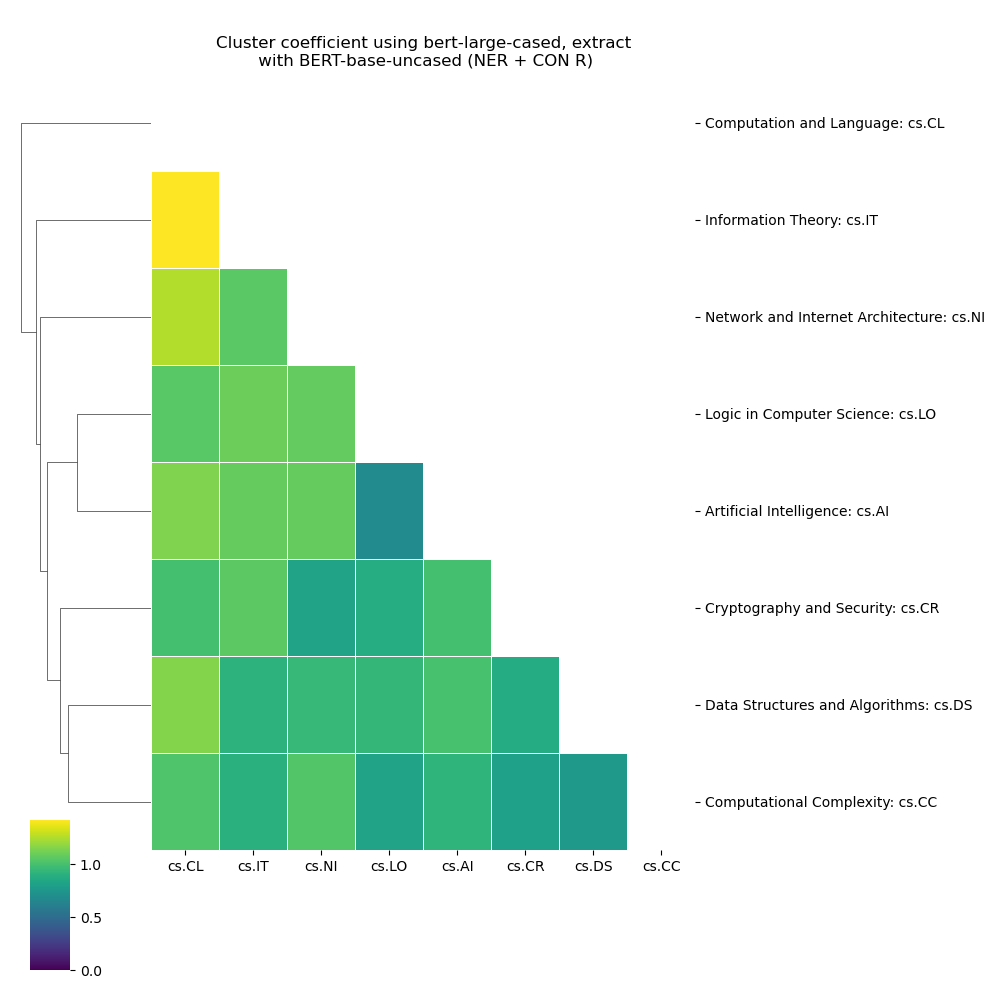 Cluster coefficient using bert-large-cased, extract
with BERT-base-uncased (NER + CON R)
Computation and Language: cs.CL
Information Theory: cs.IT
Network and Internet Architecture: cs.NI
Logic in Computer Science: cs.LO
Artificial Intelligence: cs.AI
Cryptography and Security: cs.CR
Data Structures and Algorithms: cs.DS
Computational Complexity: cs.CC
cs.CL cs.IT cs.NI cs.LO cs.AI cs.CR cs.DS cs.CC
1.0
0.5
0.0